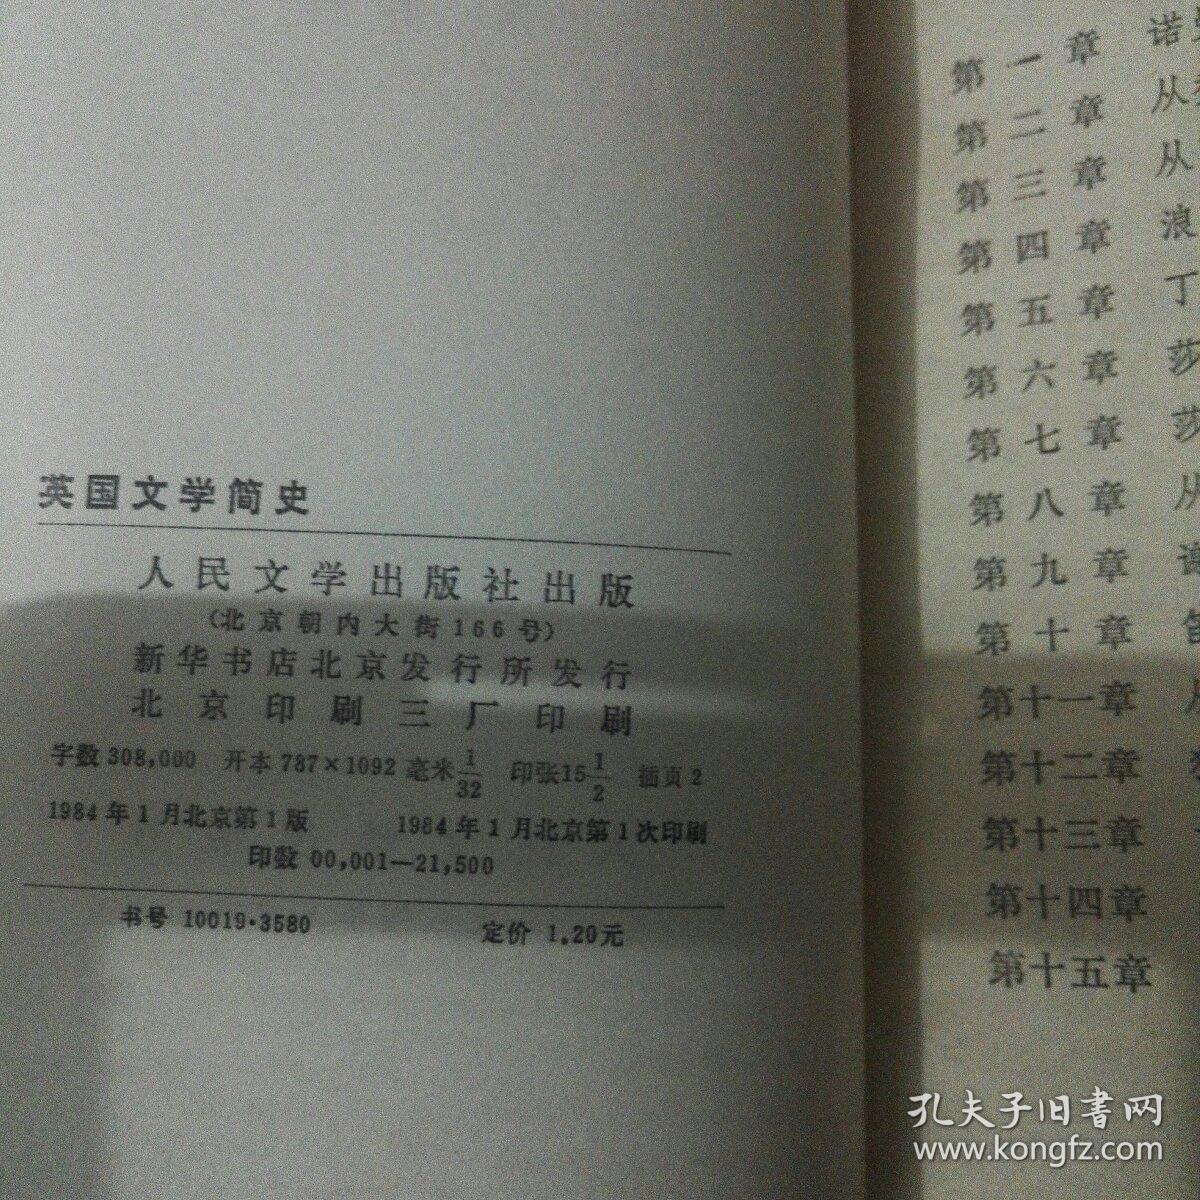 英国文学简史
人民文学出版社出版
(北京朝内大街166号)
新华书店北京发行所发行
北京印刷三厂印刷
字数 308,000 开本 787×1092 毫米 1/32 印张 15 1/2 插页 2
1984年1月北京第1版 1984年1月北京第1次印刷
印数 00,001—21,500
书号 10019·3580 定价 1.20元
第一章 诺
第二章 从
第三章 从
第四章 浪
第五章 丁
第六章 莎
第七章 莎
第八章 从
第九章
第十章
第十一章
第十二章
第十三章
第十四章
第十五章
孔夫子旧书网
www.kongfz.com